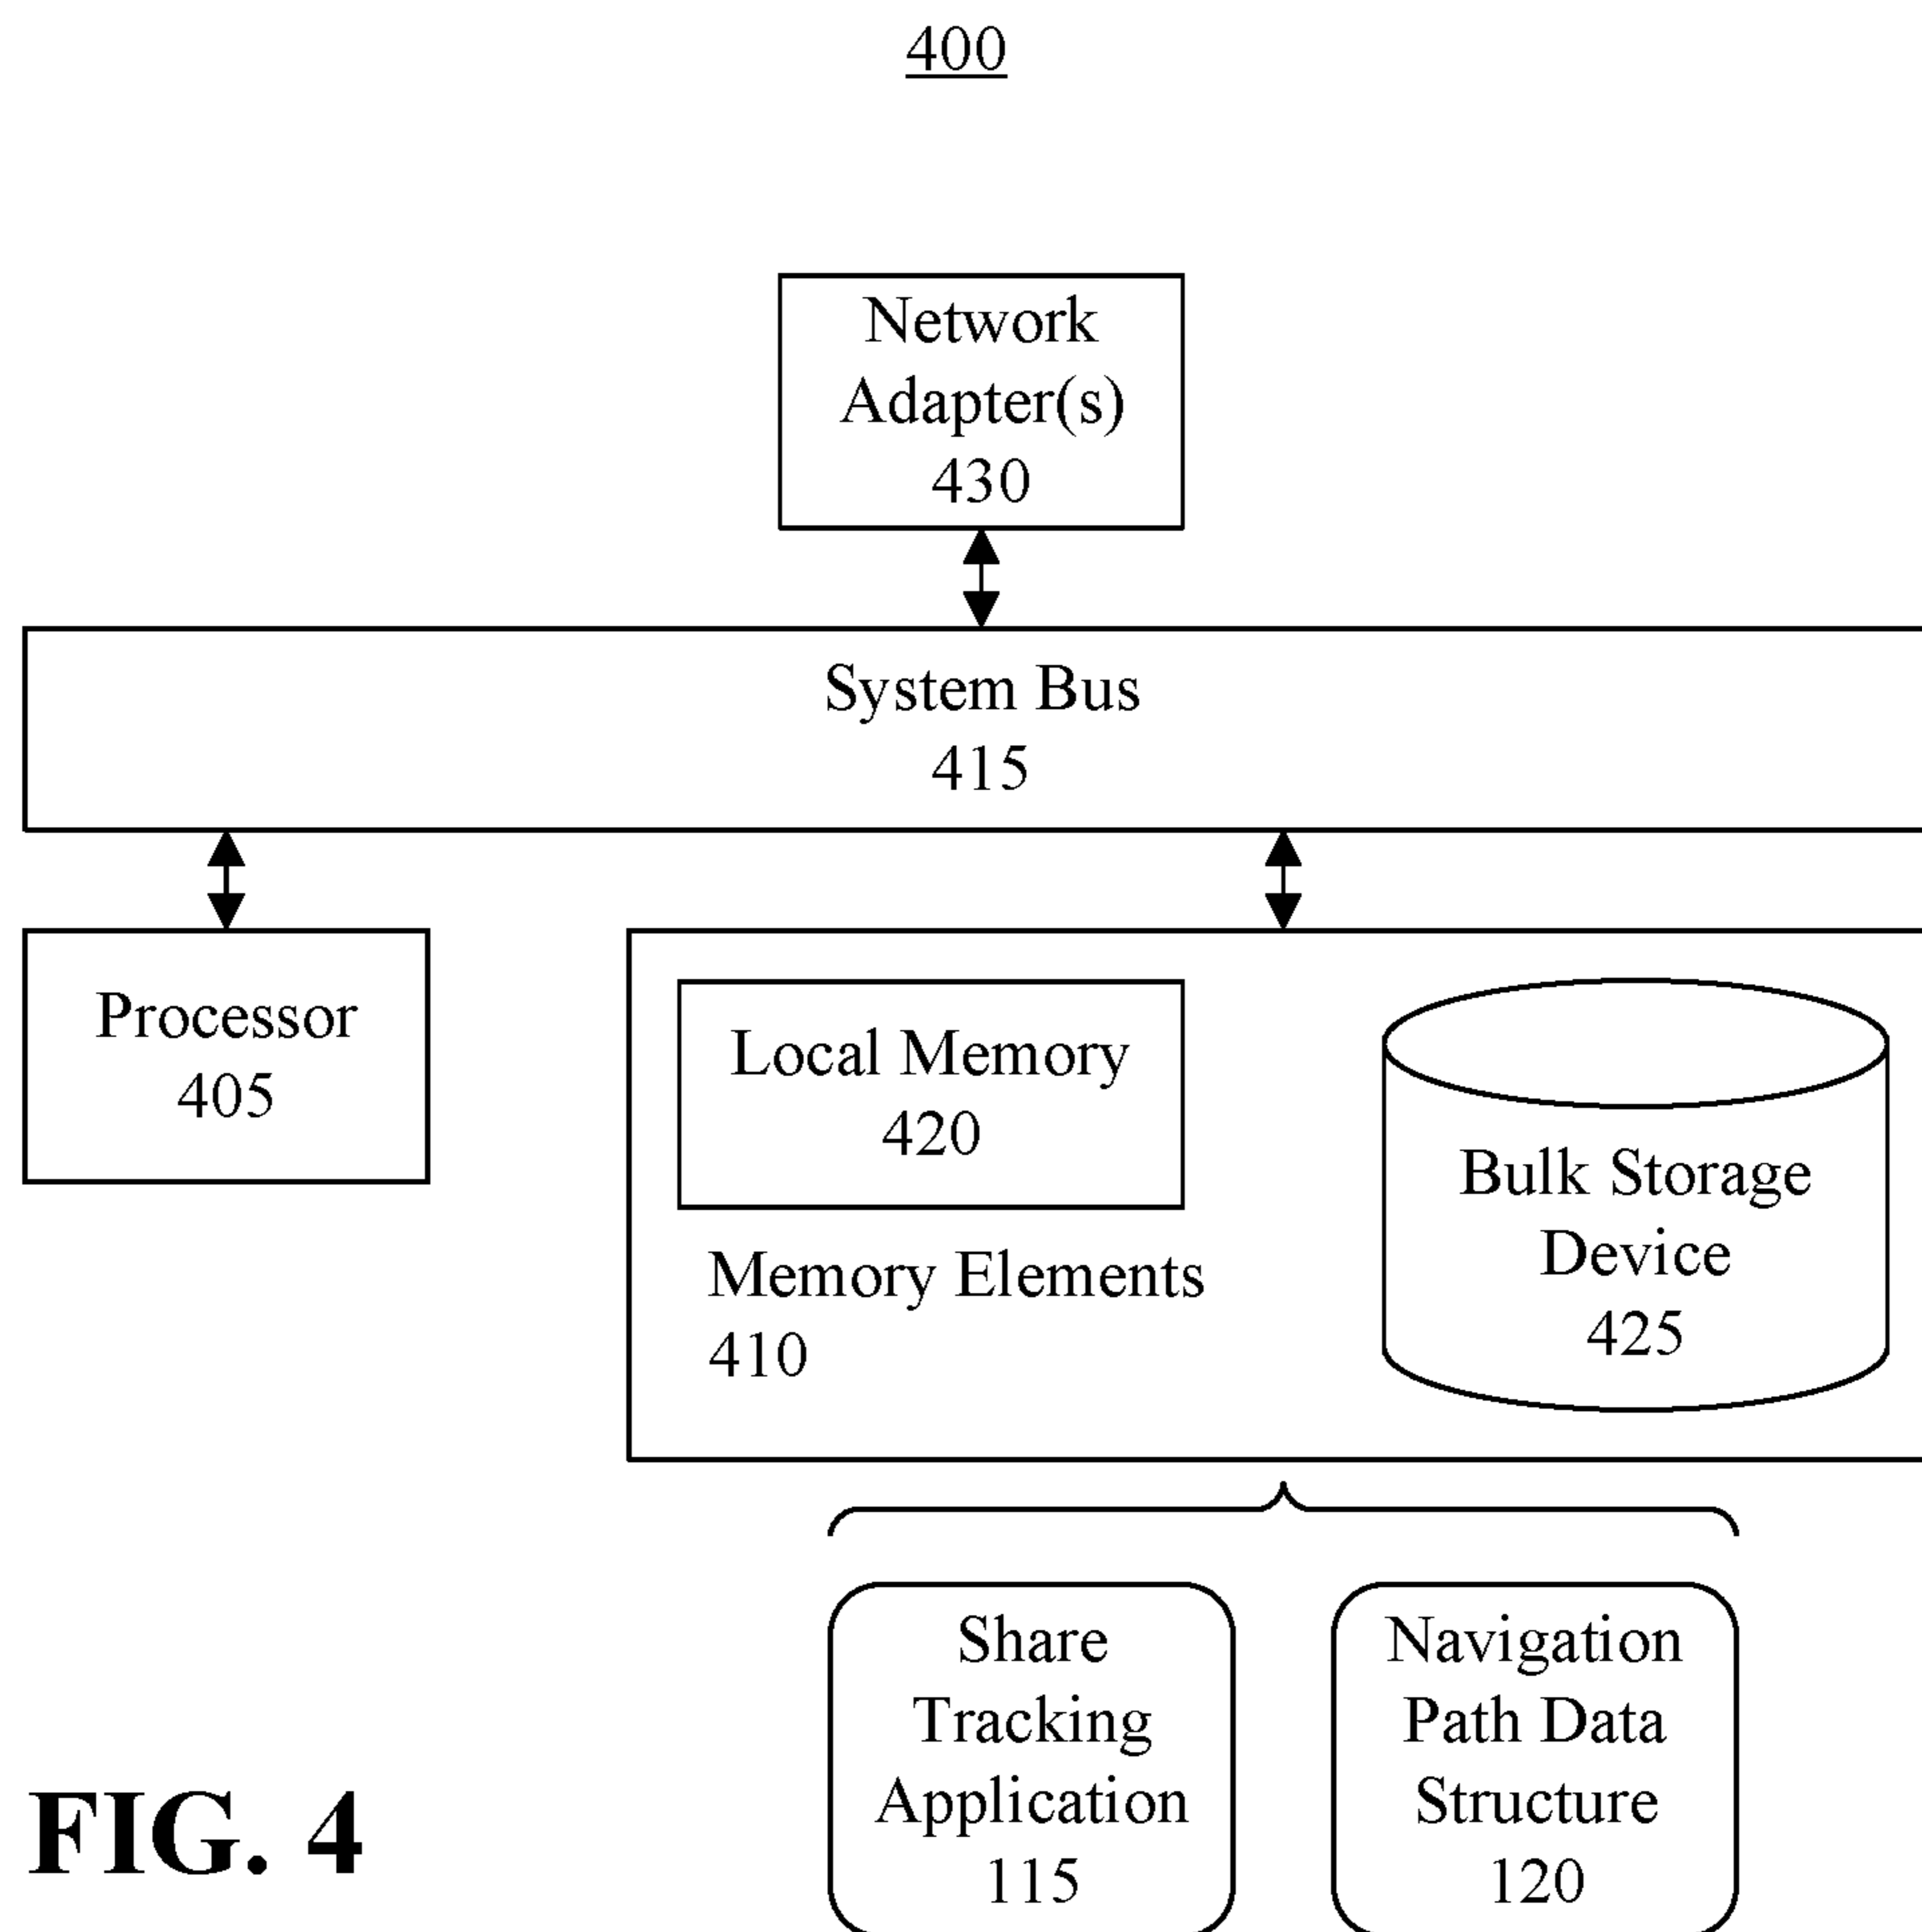 400
Network
Adapter(s)
430
System Bus
415
Processor
405
Local Memory
420
Memory Elements
410
Bulk Storage
Device
425
Share
Tracking
Application
115
Navigation
Path Data
Structure
120
FIG. 4